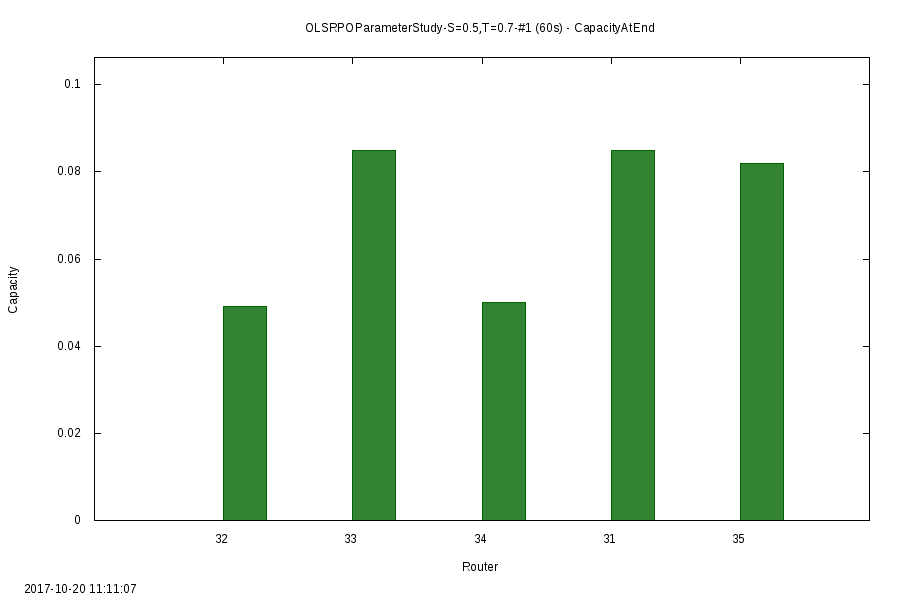 OLSRPOParameterStudy-S=0.5,T=0.7-#1 (60s) - CapacityAtEnd
0.1
0.08
0.06
0.04
0.02
0
Capacity
32 33 34 31 35
Router
2017-10-20 11:11:07